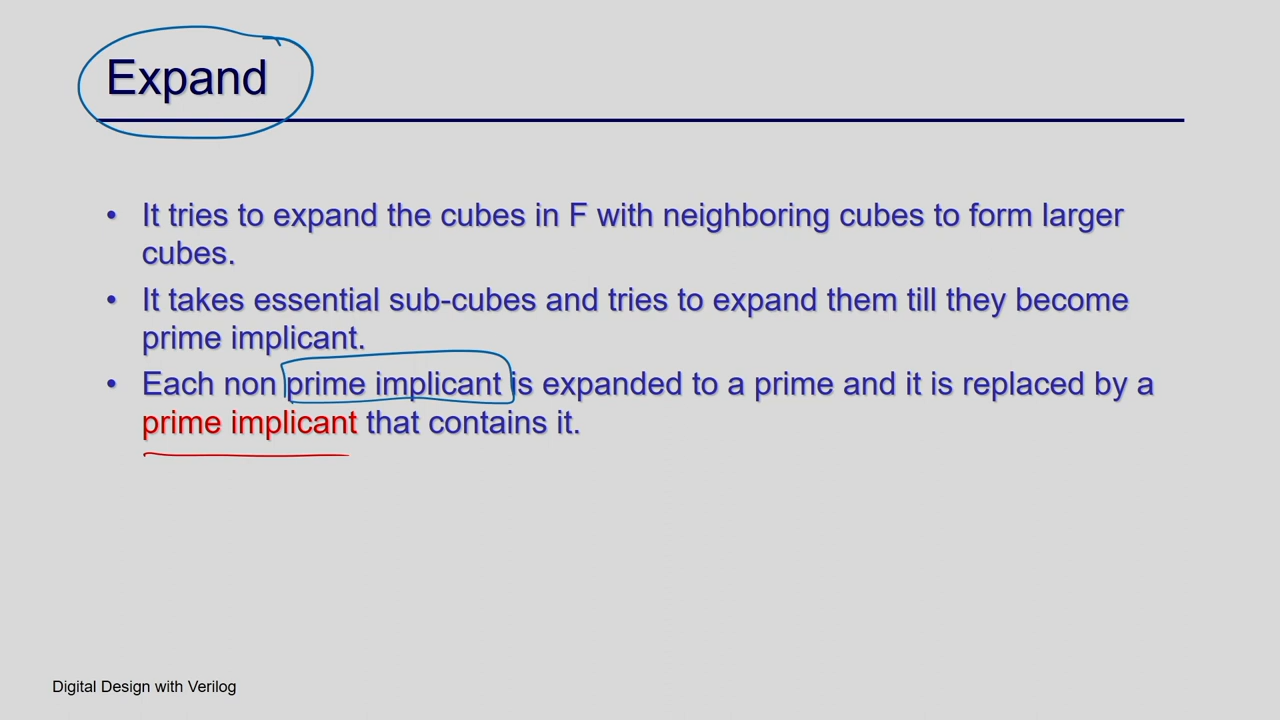 Expand
• It tries to expand the cubes in F with neighboring cubes to form larger
cubes.
• It takes essential sub-cubes and tries to expand them till they become
prime implicant.
• Each non prime implicant is expanded to a prime and it is replaced by a
prime implicant that contains it.
Digital Design with Verilog